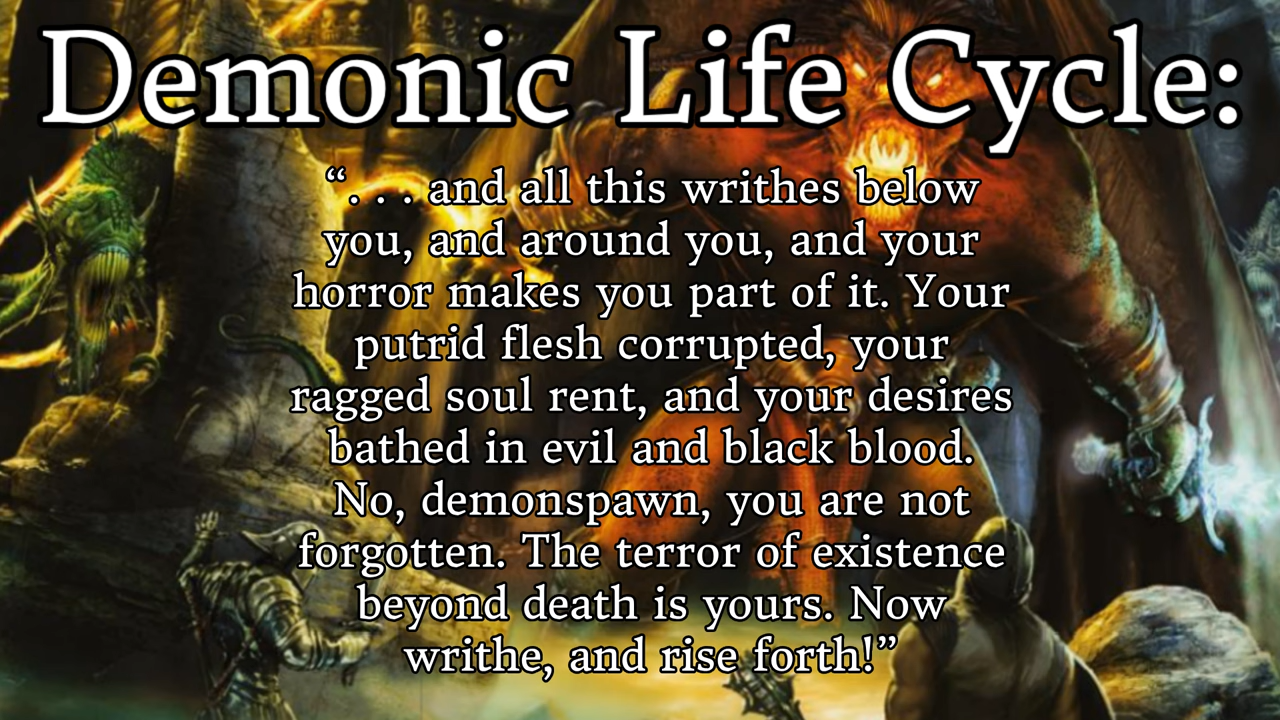 Demonic Life Cycle:
“. . . and all this writhes below
you, and around you, and your
horror makes you part of it. Your
putrid flesh corrupted, your
ragged soul rent, and your desires
bathed in evil and black blood.
No, demonspawn, you are not
forgotten. The terror of existence
beyond death is yours. Now
writhe, and rise forth!”